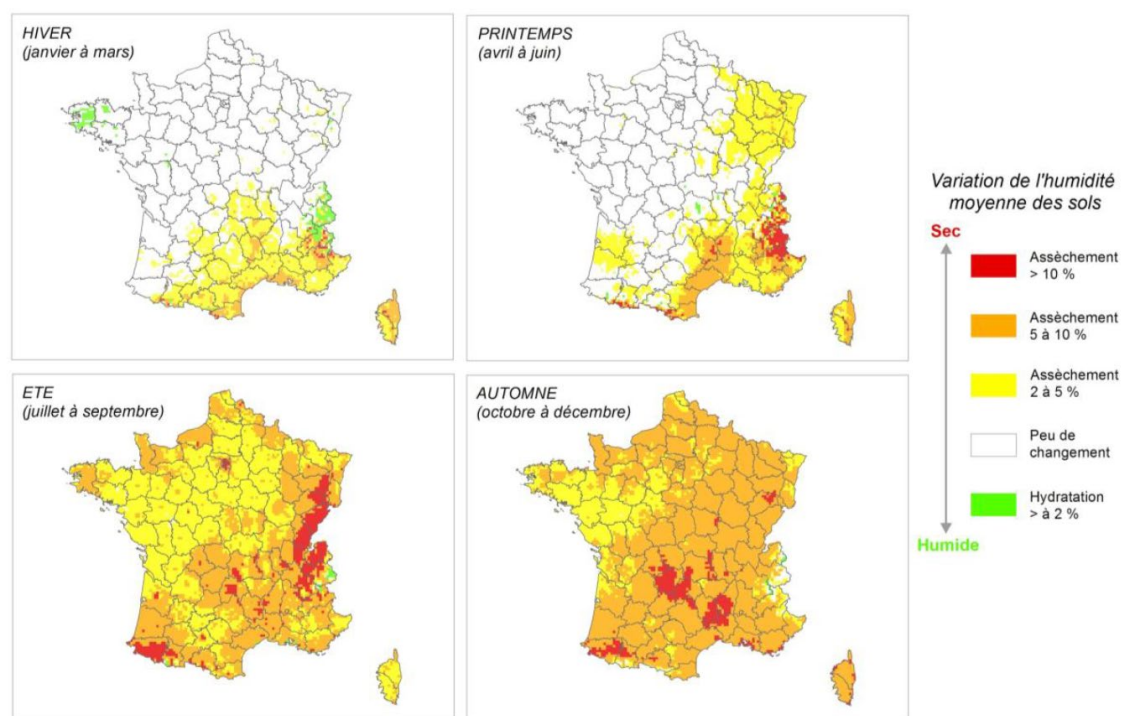 HIVER
(janvier à mars)
PRINTEMPS
(avril à juin)
ETE
(juillet à septembre)
AUTOMNE
(octobre à décembre)
Variation de l'humidité
moyenne des sols
Sec
Assèchement
> 10 %
Assèchement
5 à 10 %
Assèchement
2 à 5 %
Peu de
changement
Hydratation
> à 2 %
Humide